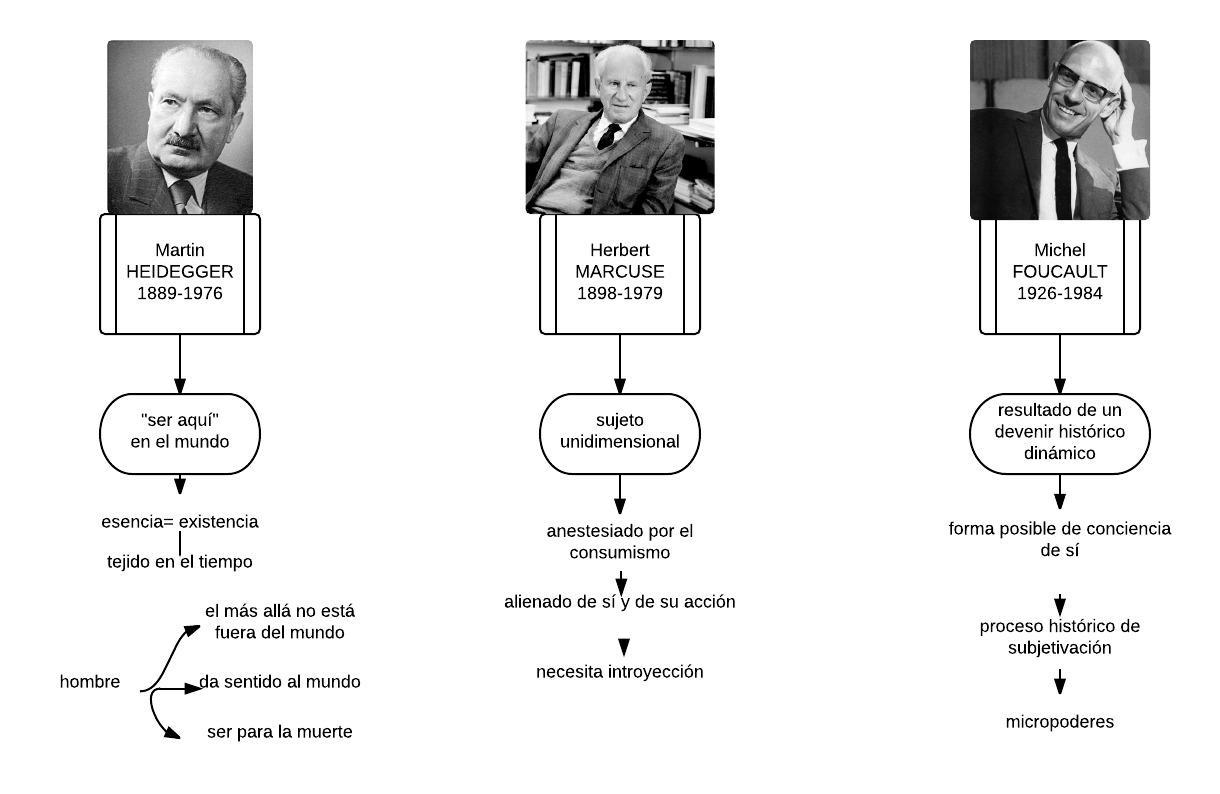 Martin
HEIDEGGER
1889-1976
"ser aquí"
en el mundo
esencia= existencia
tejido en el tiempo
hombre
el más allá no está
fuera del mundo
da sentido al mundo
ser para la muerte
Herbert
MARCUSE
1898-1979
sujeto
unidimensional
anestesiado por el
consumismo
alienado de sí y de su acción
necesita introyección
Michel
FOUCAULT
1926-1984
resultado de un
devenir histórico
dinámico
forma posible de conciencia
de sí
proceso histórico de
subjetivación
micropoderes